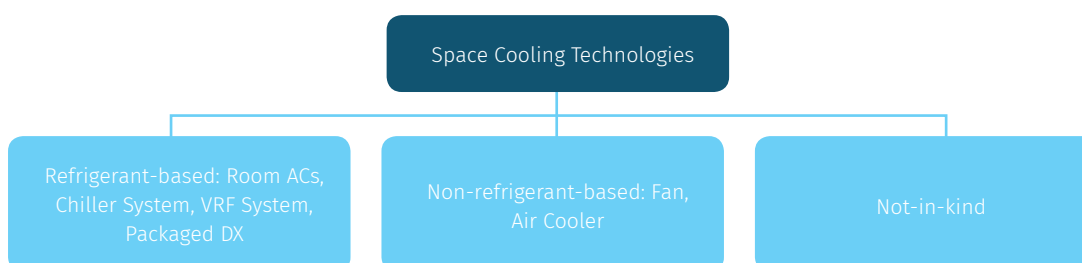 Space Cooling Technologies
Refrigerant-based: Room ACs,
Chiller System, VRF System,
Packaged DX
Non-refrigerant-based: Fan,
Air Cooler
Not-in-kind